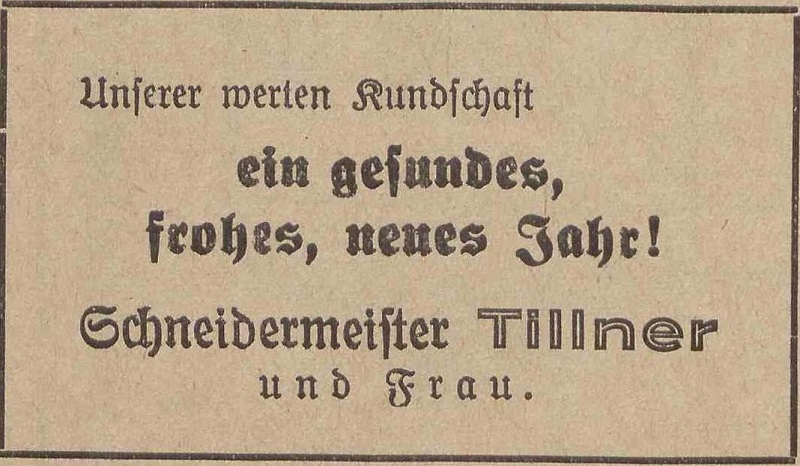 Unserer werten Kundschaft
ein gesundes,
frohes, neues Jahr!
Schneidermeister Tillner
und Frau.